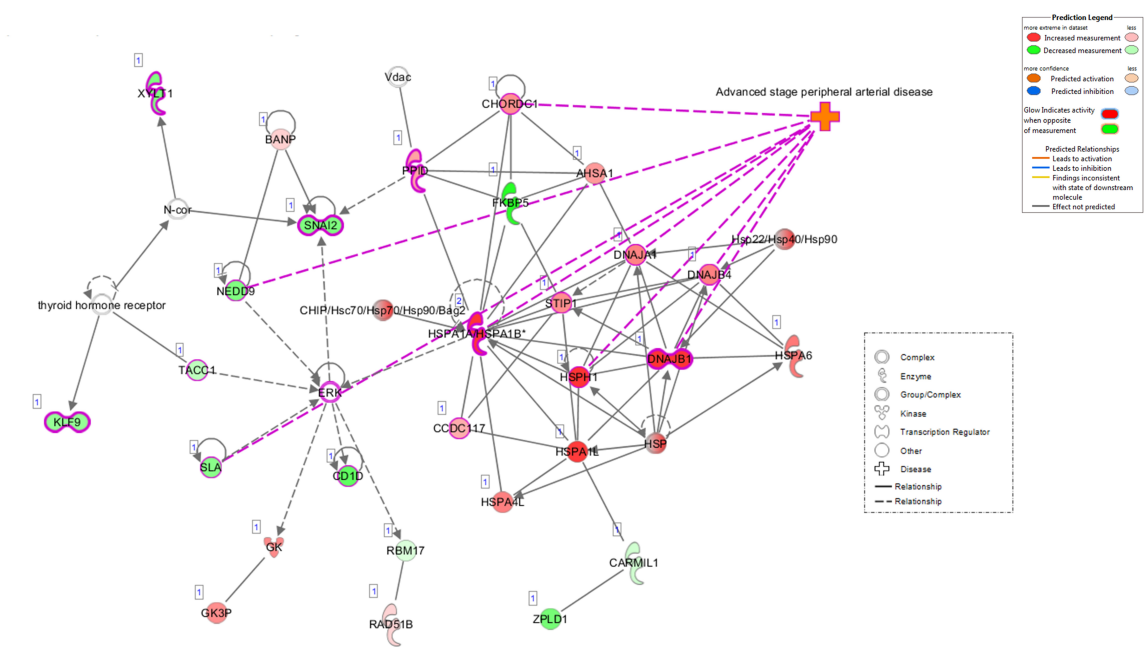 Prediction Legend
more extreme in dataset less
Increased measurement
Decreased measurement
more confidence less
Predicted activation
Predicted inhibition
Glow Indicates activity
when opposite
of measurement
Predicted Relationships
Leads to activation
Leads to inhibition
Findings inconsistent
with state of downstream
molecule
Effect not predicted
1
XYLT1
Vdac
1
CHORDC1
Advanced stage peripheral arterial disease
1
BANP
1
PPID
1
FKBP5
1
AHSA1
N-cor
1
SNAI2
1
DNAJA1
Hsp22/Hsp40/Hsp90
1
DNAJB4
1
NEDD9
thyroid hormone receptor
CHIP/Hsc70/Hsp70/Hsp90/Bag2
2
HSPA1A/HSPA1B*
1
STIP1
1
TACC1
1
DNAJB1
1
HSPA6
1
HSPH1
ERK
1
KLF9
1
CCDC117
1
HSPA1L
HSP
1
SLA
1
CD1D
1
HSPA4L
1
GK
1
RBM17
1
CARMIL1
1
GK3P
1
RAD51B
1
ZPLD1
Complex
Enzyme
Group/Complex
Kinase
Transcription Regulator
Other
Disease
Relationship
Relationship